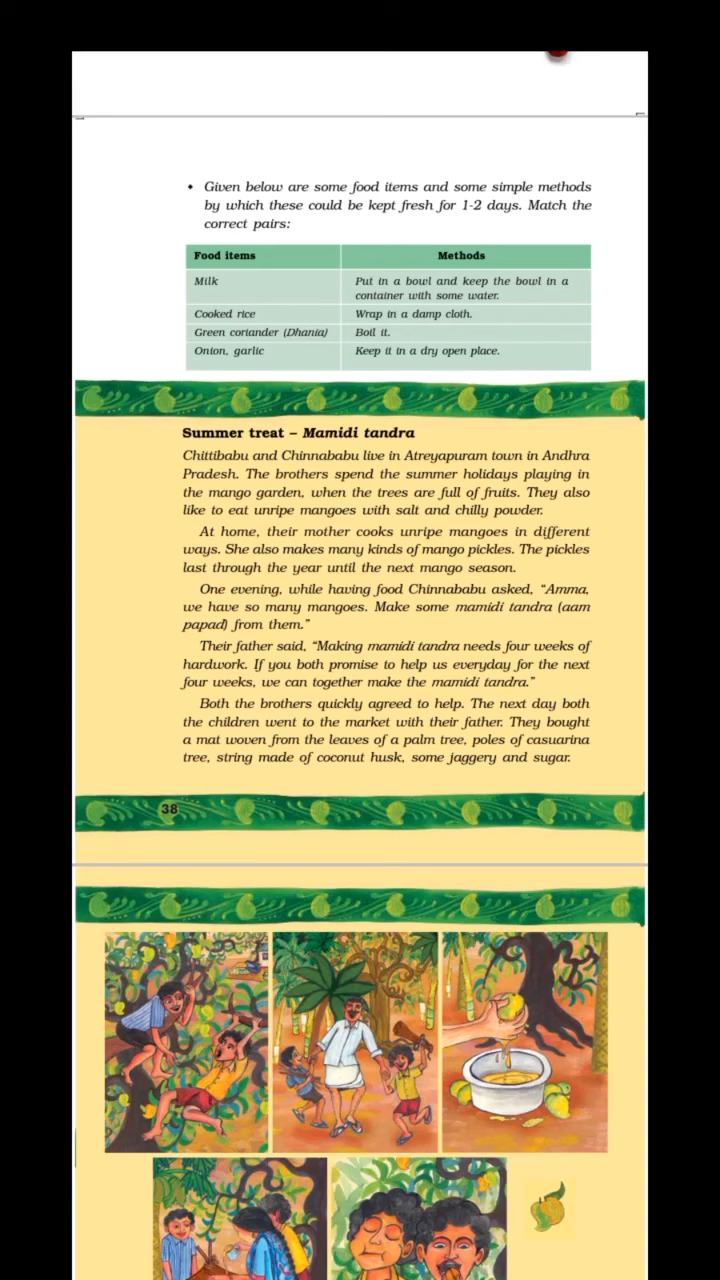 • Given below are some food items and some simple methods
by which these could be kept fresh for 1-2 days. Match the
correct pairs:
Food items Methods
Milk Put in a bowl and keep the bowl in a
container with some water.
Cooked rice Wrap in a damp cloth.
Green coriander (Dhania) Boil it.
Onion, garlic Keep it in a dry open place.
Summer treat – Mamidi tandra
Chittibabu and Chinnababu live in Atreyapuram town in Andhra
Pradesh. The brothers spend the summer holidays playing in
the mango garden, when the trees are full of fruits. They also
like to eat unripe mangoes with salt and chilly powder.
At home, their mother cooks unripe mangoes in different
ways. She also makes many kinds of mango pickles. The pickles
last through the year until the next mango season.
One evening, while having food Chinnababu asked, “Amma,
we have so many mangoes. Make some mamidi tandra (aam
papad) from them.”
Their father said, “Making mamidi tandra needs four weeks of
hardwork. If you both promise to help us everyday for the next
four weeks, we can together make the mamidi tandra.”
Both the brothers quickly agreed to help. The next day both
the children went to the market with their father. They bought
a mat woven from the leaves of a palm tree, poles of casuarina
tree, string made of coconut husk, some jaggery and sugar.
38